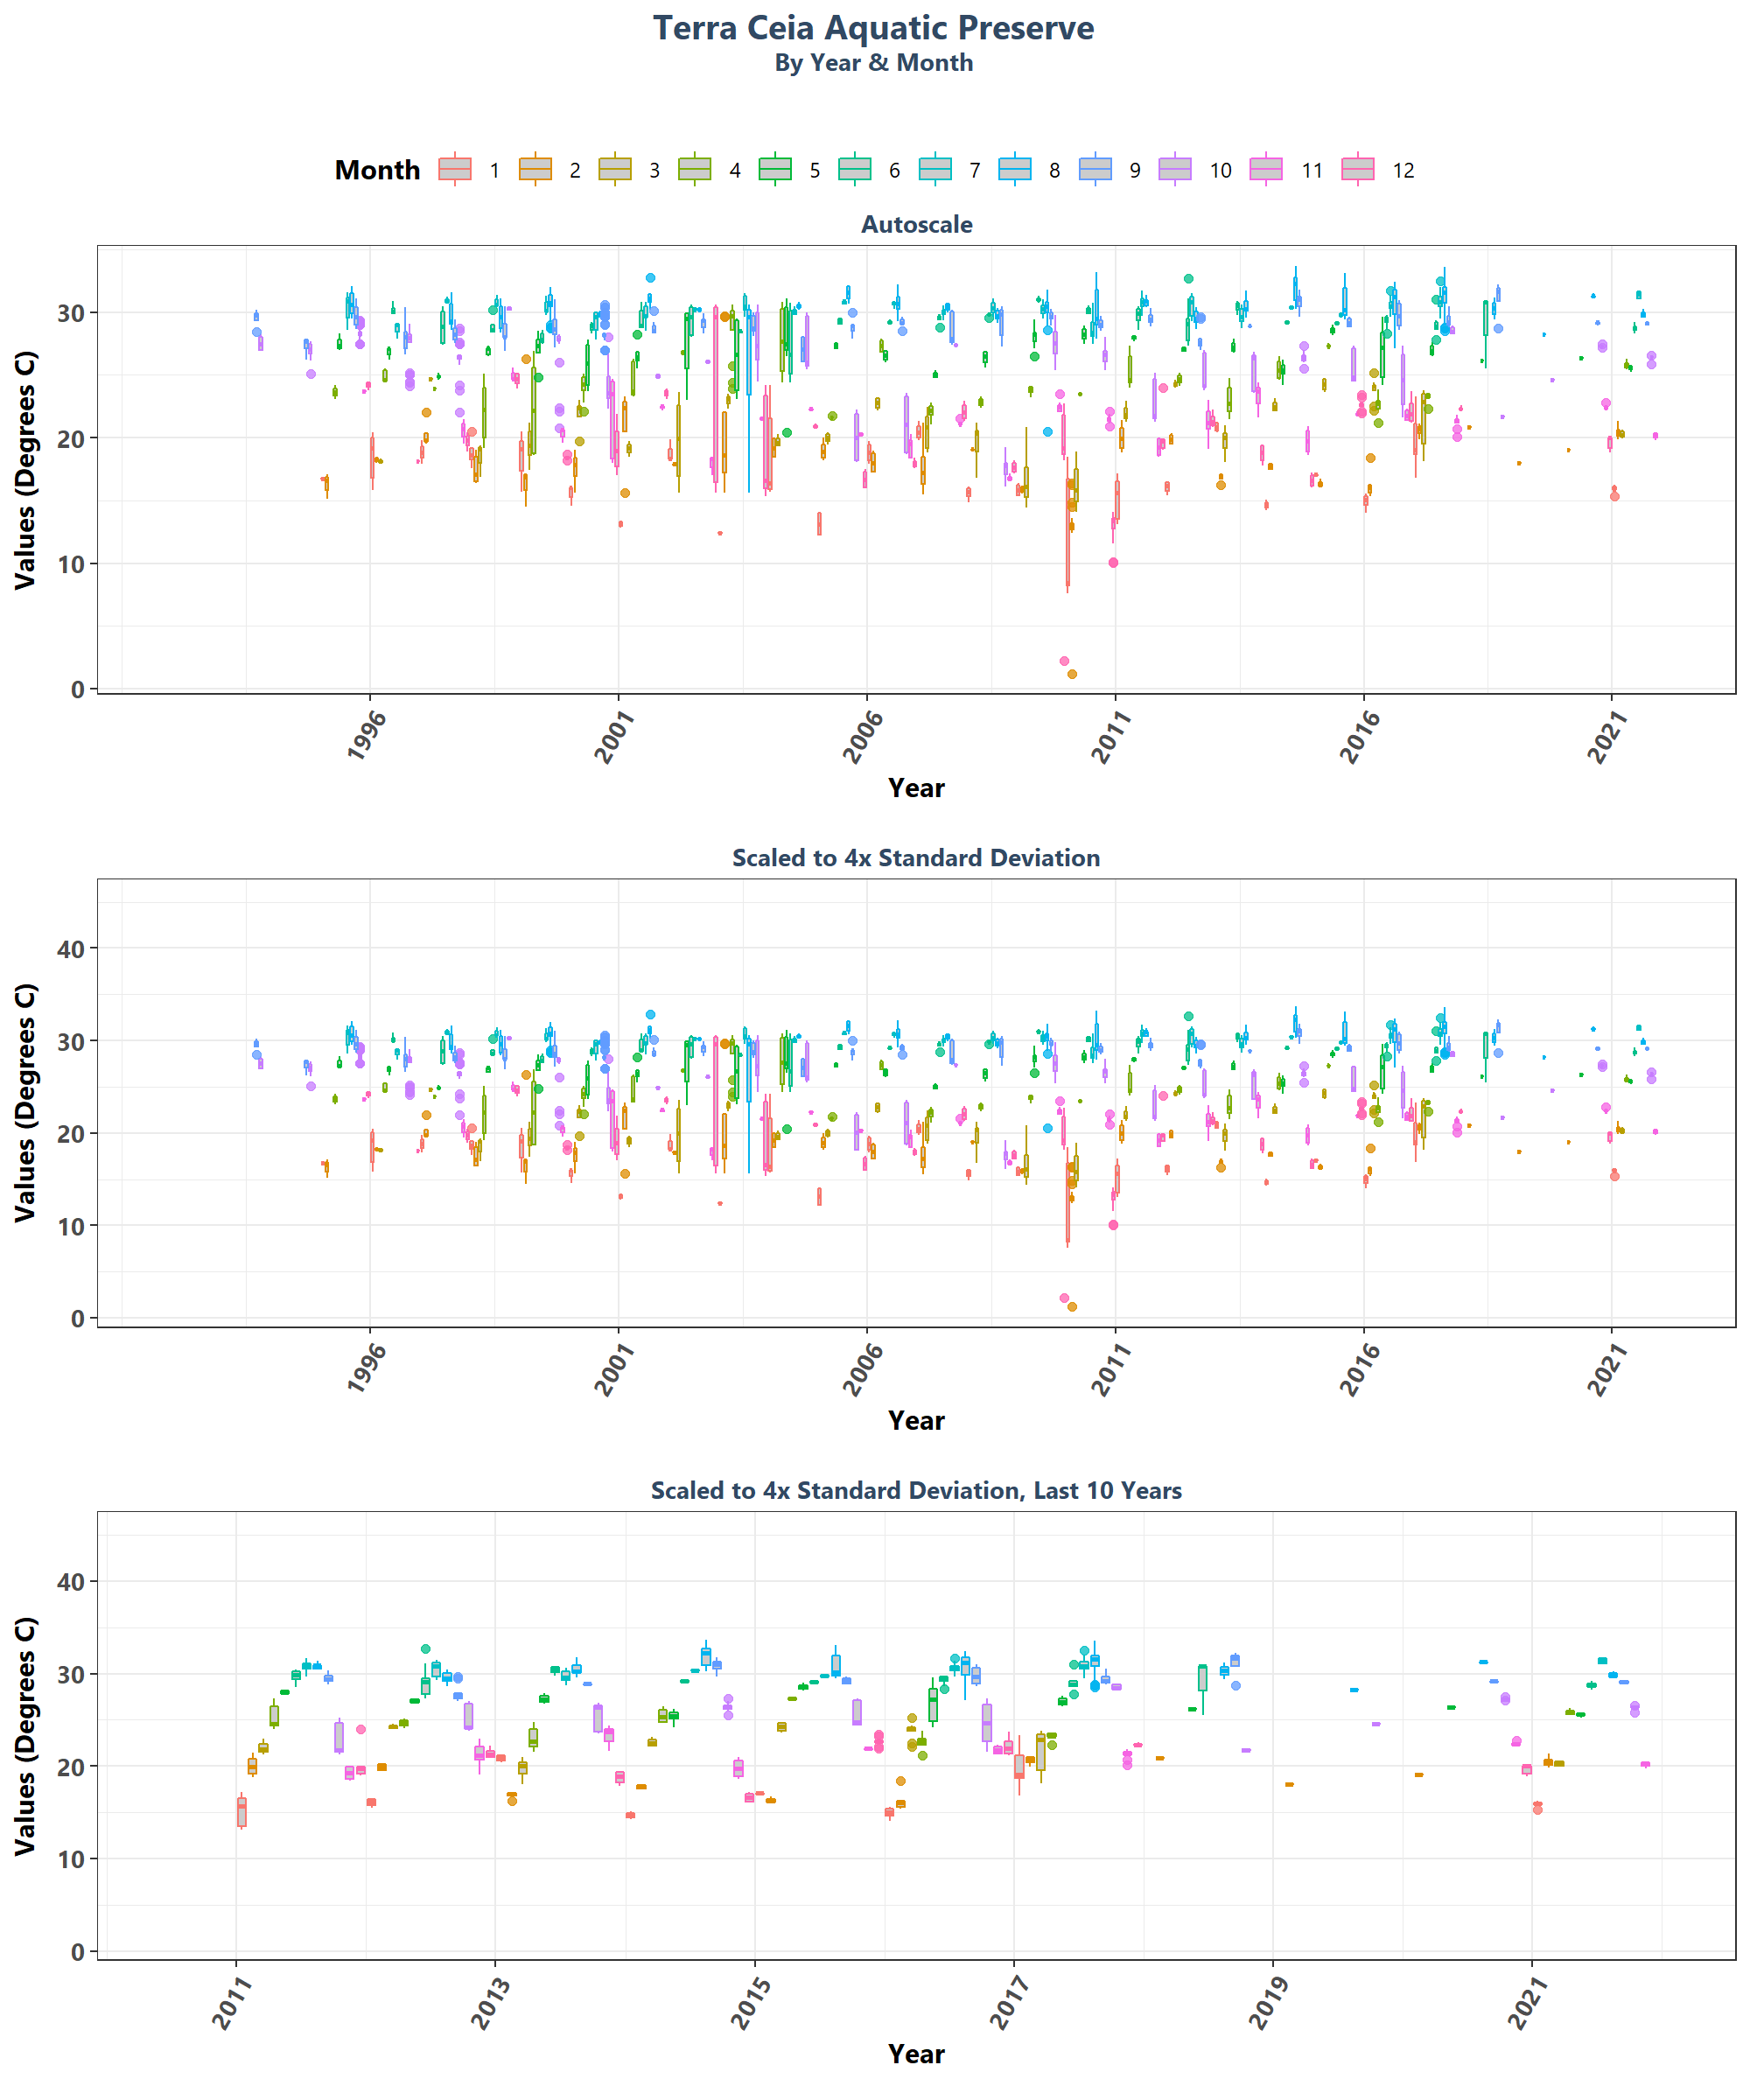 Terra Ceia Aquatic Preserve
By Year & Month
Month 1 2 3 4 5 6 7 8 9 10 11 12
Autoscale
Values (Degrees C)
30
20
10
0
1996 2001 2006 2011 2016 2021
Year
Scaled to 4x Standard Deviation
Values (Degrees C)
40
30
20
10
0
1996 2001 2006 2011 2016 2021
Year
Scaled to 4x Standard Deviation, Last 10 Years
Values (Degrees C)
40
30
20
10
0
2011 2013 2015 2017 2019 2021
Year